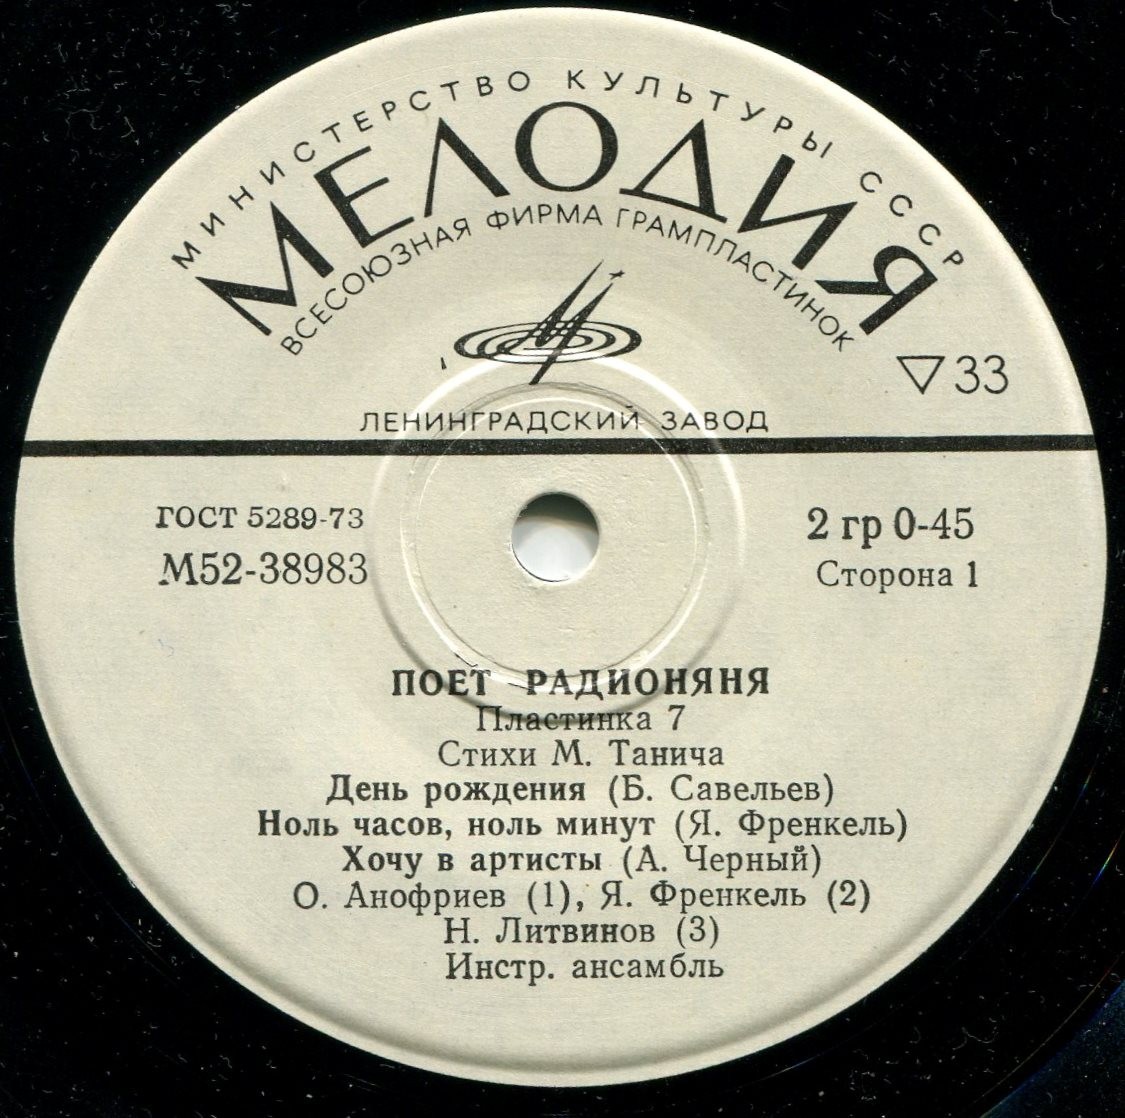 МИНИСТЕРСТВО КУЛЬТУРЫ СССР
МЕЛОДИЯ
ВСЕСОЮЗНАЯ ФИРМА ГРАМПЛАСТИНОК
33
ЛЕНИНГРАДСКИЙ ЗАВОД
ГОСТ 5289-73
2 гр 0-45
М52-38983
Сторона 1
ПОЕТ РАДИОНЯНЯ
Пластинка 7
Стихи М. Танича
День рождения (Б. Савельев)
Ноль часов, ноль минут (Я. Френкель)
Хочу в артисты (А. Черный)
О. Анофриев (1), Я. Френкель (2)
Н. Литвинов (3)
Инстр. ансамбль